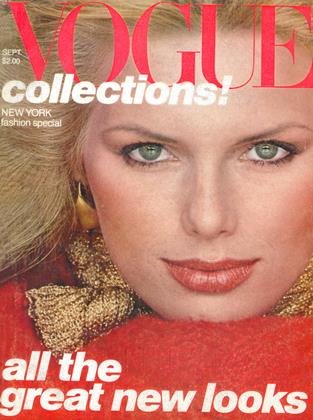 VOGUE
SEPT.
$2.00
collections!
NEW YORK
fashion special
all the
great new looks